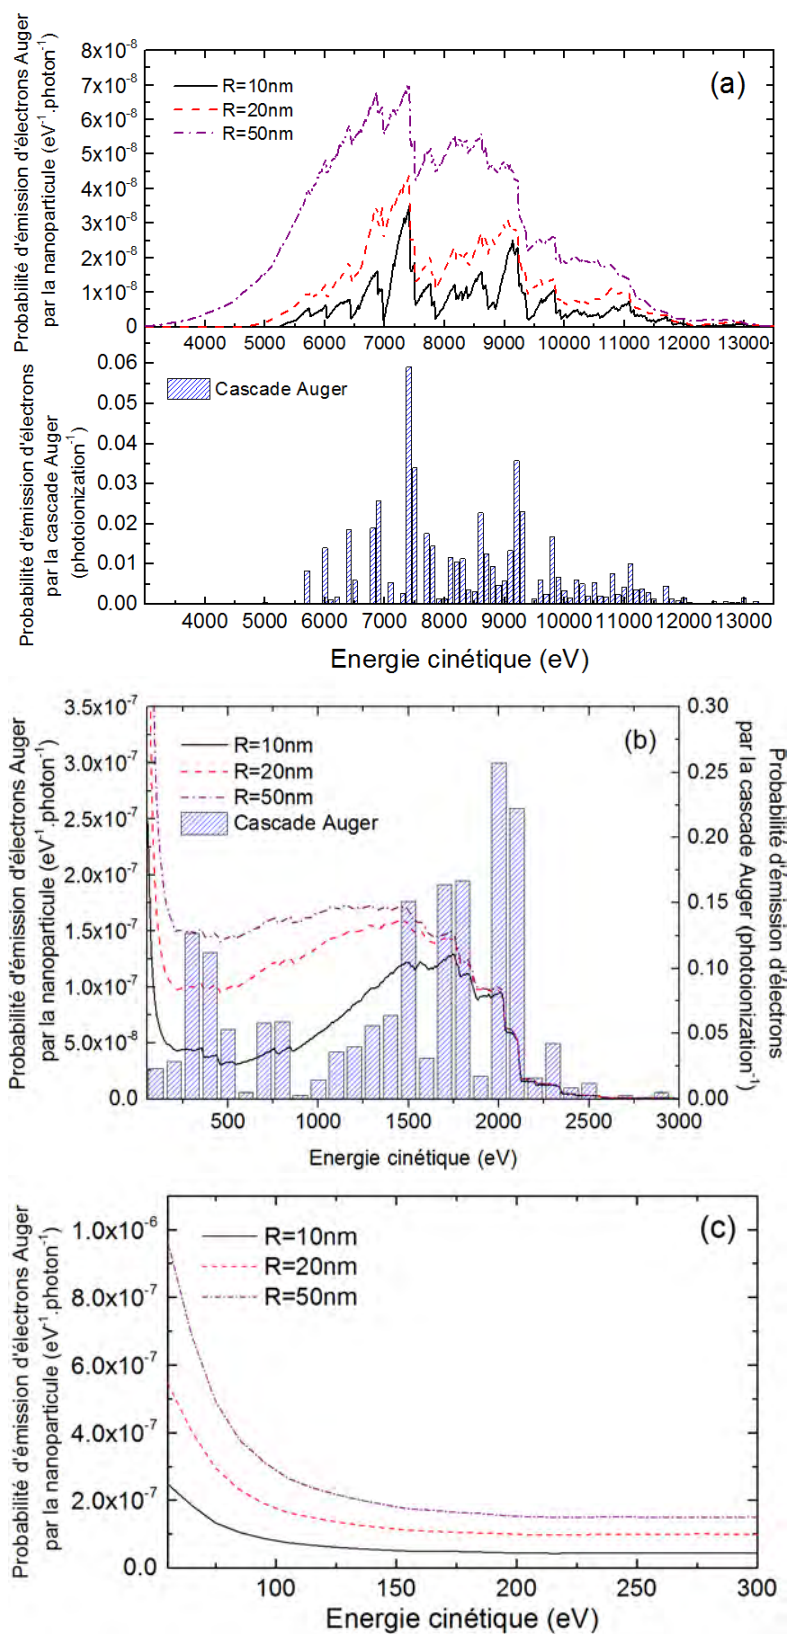 Probabilité d'émission d'électrons Auger
par la nanoparticule (eV⁻¹.photon⁻¹)
8x10⁻⁸
7x10⁻⁸
6x10⁻⁸
5x10⁻⁸
4x10⁻⁸
3x10⁻⁸
2x10⁻⁸
1x10⁻⁸
0
R=10nm
R=20nm
R=50nm
(a)
4000 5000 6000 7000 8000 9000 10000 11000 12000 13000
Probabilité d'émission d'électrons
par la cascade Auger
(photoionization⁻¹)
0.06
0.05
0.04
0.03
0.02
0.01
0.00
Cascade Auger
4000 5000 6000 7000 8000 9000 10000 11000 12000 13000
Energie cinétique (eV)
Probabilité d'émission d'électrons Auger
par la nanoparticule (eV⁻¹.photon⁻¹)
3.5x10⁻⁷
3.0x10⁻⁷
2.5x10⁻⁷
2.0x10⁻⁷
1.5x10⁻⁷
1.0x10⁻⁷
5.0x10⁻⁸
0.0
R=10nm
R=20nm
R=50nm
Cascade Auger
(b)
0.30
0.25
0.20
0.15
0.10
0.05
0.00
Probabilité d'émission d'électrons
par la cascade Auger (photoionization⁻¹)
500 1000 1500 2000 2500 3000
Energie cinétique (eV)
Probabilité d'émission d'électrons Auger
par la nanoparticule (eV⁻¹.photon⁻¹)
1.0x10⁻⁶
8.0x10⁻⁷
6.0x10⁻⁷
4.0x10⁻⁷
2.0x10⁻⁷
0.0
R=10nm
R=20nm
R=50nm
(c)
100 150 200 250 300
Energie cinétique (eV)